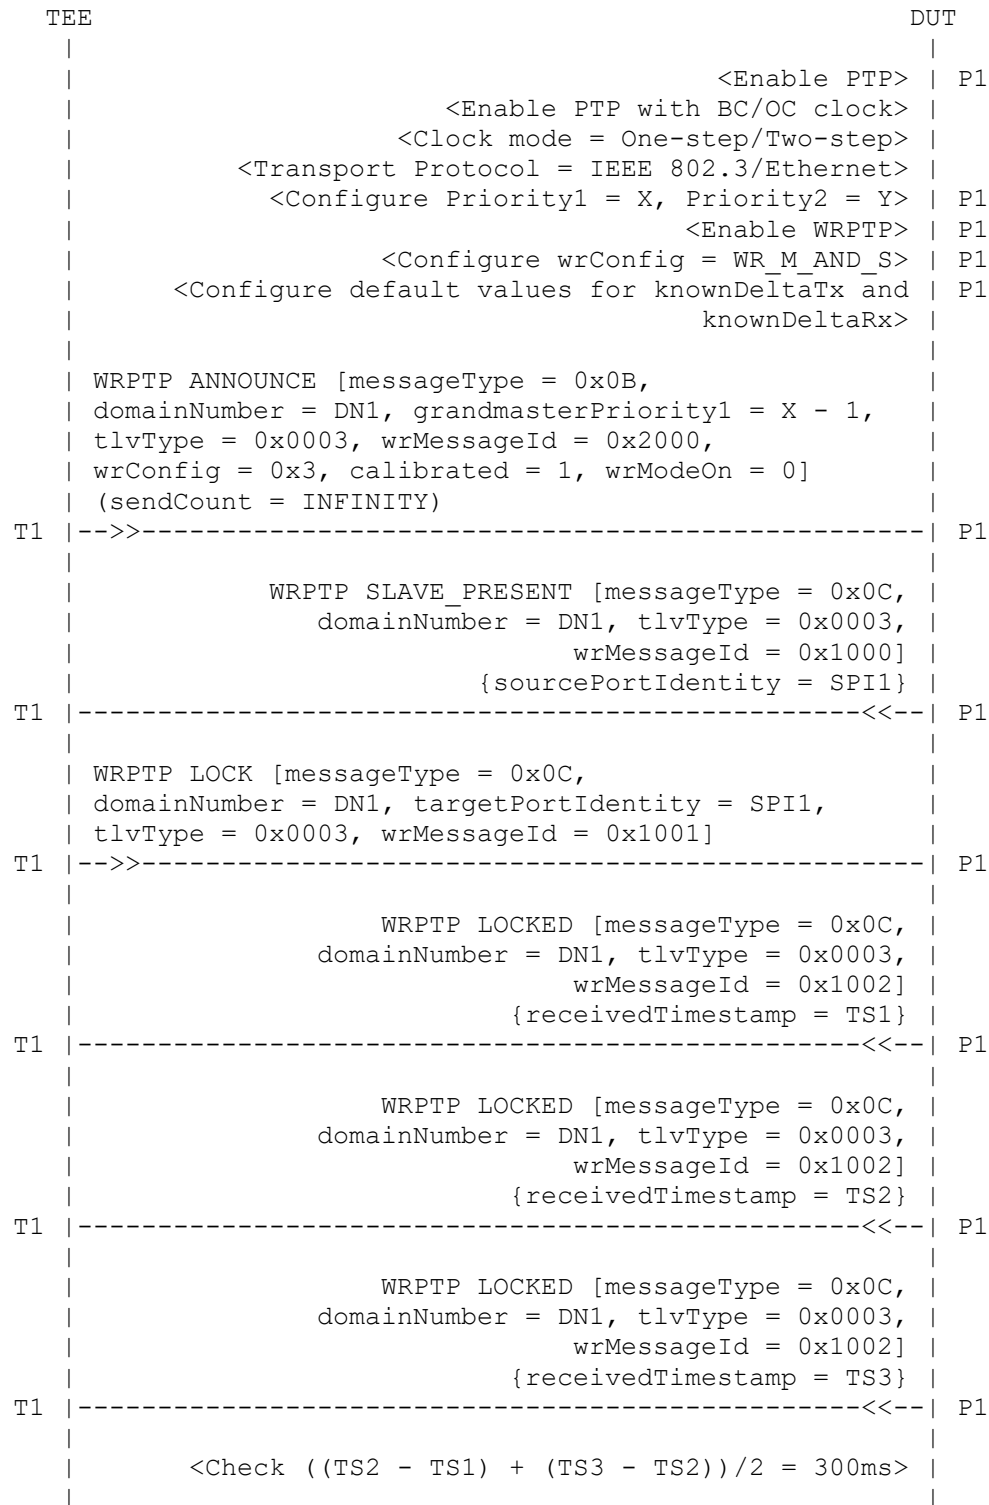 TEE                                                   DUT
    |                                                     |
    |                                        <Enable PTP> | P1
    |                       <Enable PTP with BC/OC clock> |
    |                    <Clock mode = One-step/Two-step> |
    |          <Transport Protocol = IEEE 802.3/Ethernet> |
    |            <Configure Priority1 = X, Priority2 = Y> | P1
    |                                      <Enable WRPTP> | P1
    |                   <Configure wrConfig = WR_M_AND_S> | P1
    |      <Configure default values for knownDeltaTx and | P1
    |                                       knownDeltaRx> |
    |                                                     |
    | WRPTP ANNOUNCE [messageType = 0x0B,                 |
    | domainNumber = DN1, grandmasterPriority1 = X - 1,   |
    | tlvType = 0x0003, wrMessageId = 0x2000,             |
    | wrConfig = 0x3, calibrated = 1, wrModeOn = 0]       |
    | (sendCount = INFINITY)                              |
T1 |-->>-------------------------------------------------| P1
    |                                                     |
    |            WRPTP SLAVE_PRESENT [messageType = 0x0C, |
    |               domainNumber = DN1, tlvType = 0x0003, |
    |                               wrMessageId = 0x1000] |
    |                         {sourcePortIdentity = SPI1} |
T1 |-------------------------------------------------<<--| P1
    |                                                     |
    | WRPTP LOCK [messageType = 0x0C,                     |
    | domainNumber = DN1, targetPortIdentity = SPI1,      |
    | tlvType = 0x0003, wrMessageId = 0x1001]             |
T1 |-->>-------------------------------------------------| P1
    |                                                     |
    |                   WRPTP LOCKED [messageType = 0x0C, |
    |               domainNumber = DN1, tlvType = 0x0003, |
    |                               wrMessageId = 0x1002] |
    |                           {receivedTimestamp = TS1} |
T1 |-------------------------------------------------<<--| P1
    |                                                     |
    |                   WRPTP LOCKED [messageType = 0x0C, |
    |               domainNumber = DN1, tlvType = 0x0003, |
    |                               wrMessageId = 0x1002] |
    |                           {receivedTimestamp = TS2} |
T1 |-------------------------------------------------<<--| P1
    |                                                     |
    |                   WRPTP LOCKED [messageType = 0x0C, |
    |               domainNumber = DN1, tlvType = 0x0003, |
    |                               wrMessageId = 0x1002] |
    |                           {receivedTimestamp = TS3} |
T1 |-------------------------------------------------<<--| P1
    |                                                     |
    |       <Check ((TS2 - TS1) + (TS3 - TS2))/2 = 300ms> |
    |                                                     |